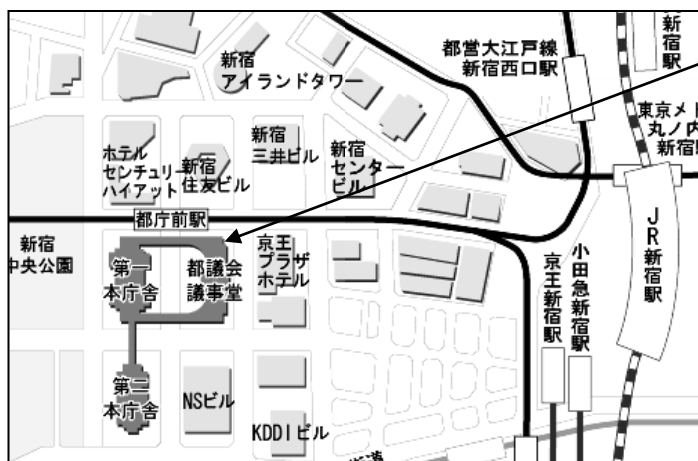 新宿
アイランドタワー
都営大江戸線
新宿西口駅
新宿駅
東京メト
丸ノ内
新宿駅
ホテル
センチュリー
ハイアット
新宿
住友ビル
新宿
三井ビル
新宿
センター
ビル
都庁前駅
新宿
中央公園
第一
本庁舎
都議会
議事堂
京王
プラザ
ホテル
京王新宿駅
小田急新宿駅
JR新宿駅
第二
本庁舎
NSビル
KDDIビル
街道